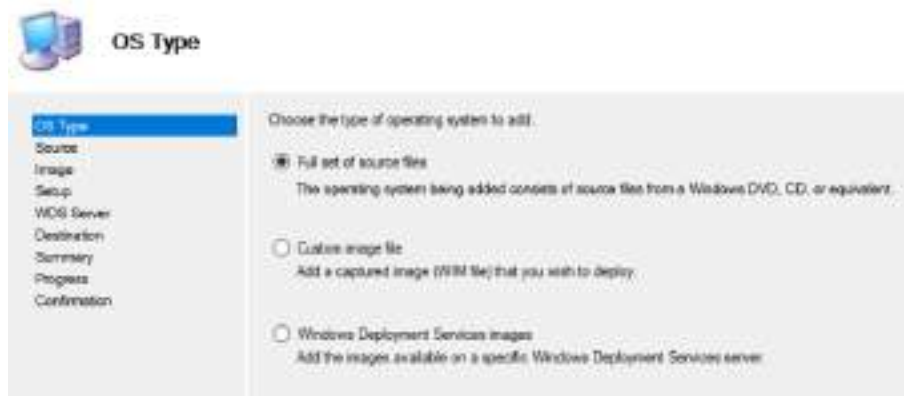 OS Type
OS Type
Source
Image
Setup
WDS Server
Destination
Summary
Progress
Confirmation
Choose the type of operating system to add.
Full set of source files
The operating system being added consists of source files from a Windows DVD, CD, or equivalent.
Custom image file
Add a captured image (WIM file) that you wish to deploy.
Windows Deployment Services images
Add the images available on a specific Windows Deployment Services server.